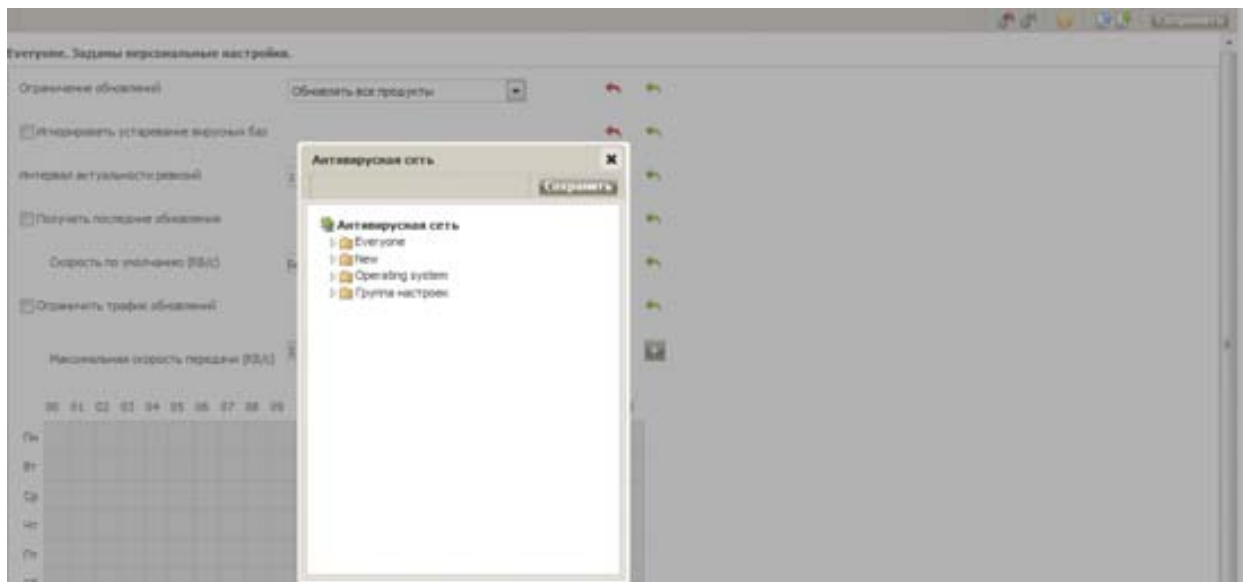 Сохранить
Everyone. Заданы персональные настройки.
Ограничение обновлений
Обновлять все продукты
Игнорировать устаревание вирусных баз
Интервал актуальности ревизий
Получать последние обновления
Скорость по умолчанию (КБ/с)
Ограничить трафик обновлений
Максимальная скорость передачи (КБ/с)
00 01 02 03 04 05 06 07 08 09
Пн
Вт
Ср
Чт
Пт
Антивирусная сеть
Сохранить
Антивирусная сеть
Everyone
New
Operating system
Группа настроек